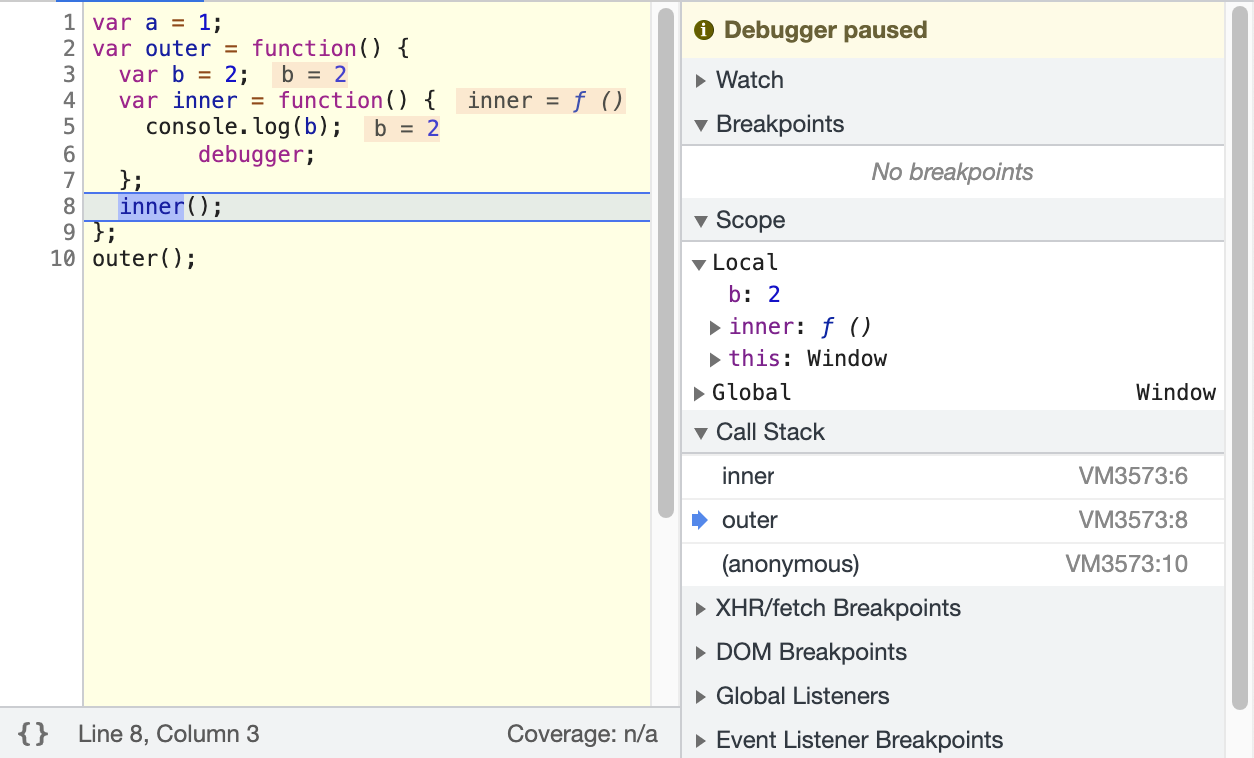 1 var a = 1;
2 var outer = function() {
3 var b = 2; b = 2
4 var inner = function() { inner = ƒ ()
5 console.log(b); b = 2
6 debugger;
7 };
8 inner();
9 };
10 outer();
{} Line 8, Column 3 Coverage: n/a
Debugger paused
Watch
Breakpoints
No breakpoints
Scope
Local
b: 2
inner: ƒ ()
this: Window
Global Window
Call Stack
inner VM3573:6
outer VM3573:8
(anonymous) VM3573:10
XHR/fetch Breakpoints
DOM Breakpoints
Global Listeners
Event Listener Breakpoints